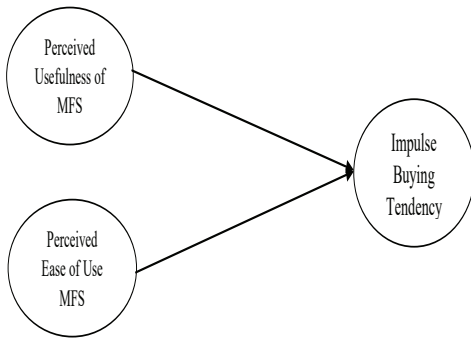 Perceived
Usefulness of
MFS
Impulse
Buying
Tendency
Perceived
Ease of Use
MFS